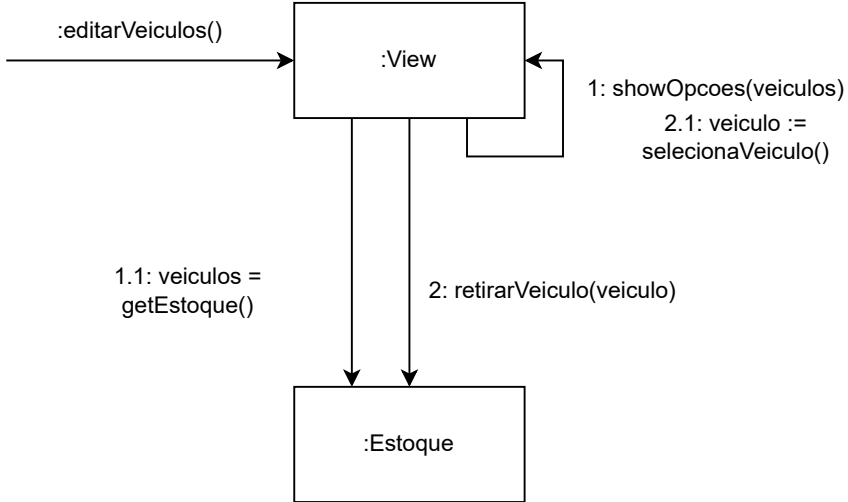 :editarVeiculos()
:View
1: showOpcoes(veiculos)
2.1: veiculo :=
selecionaVeiculo()
1.1: veiculos =
getEstoque()
2: retirarVeiculo(veiculo)
:Estoque